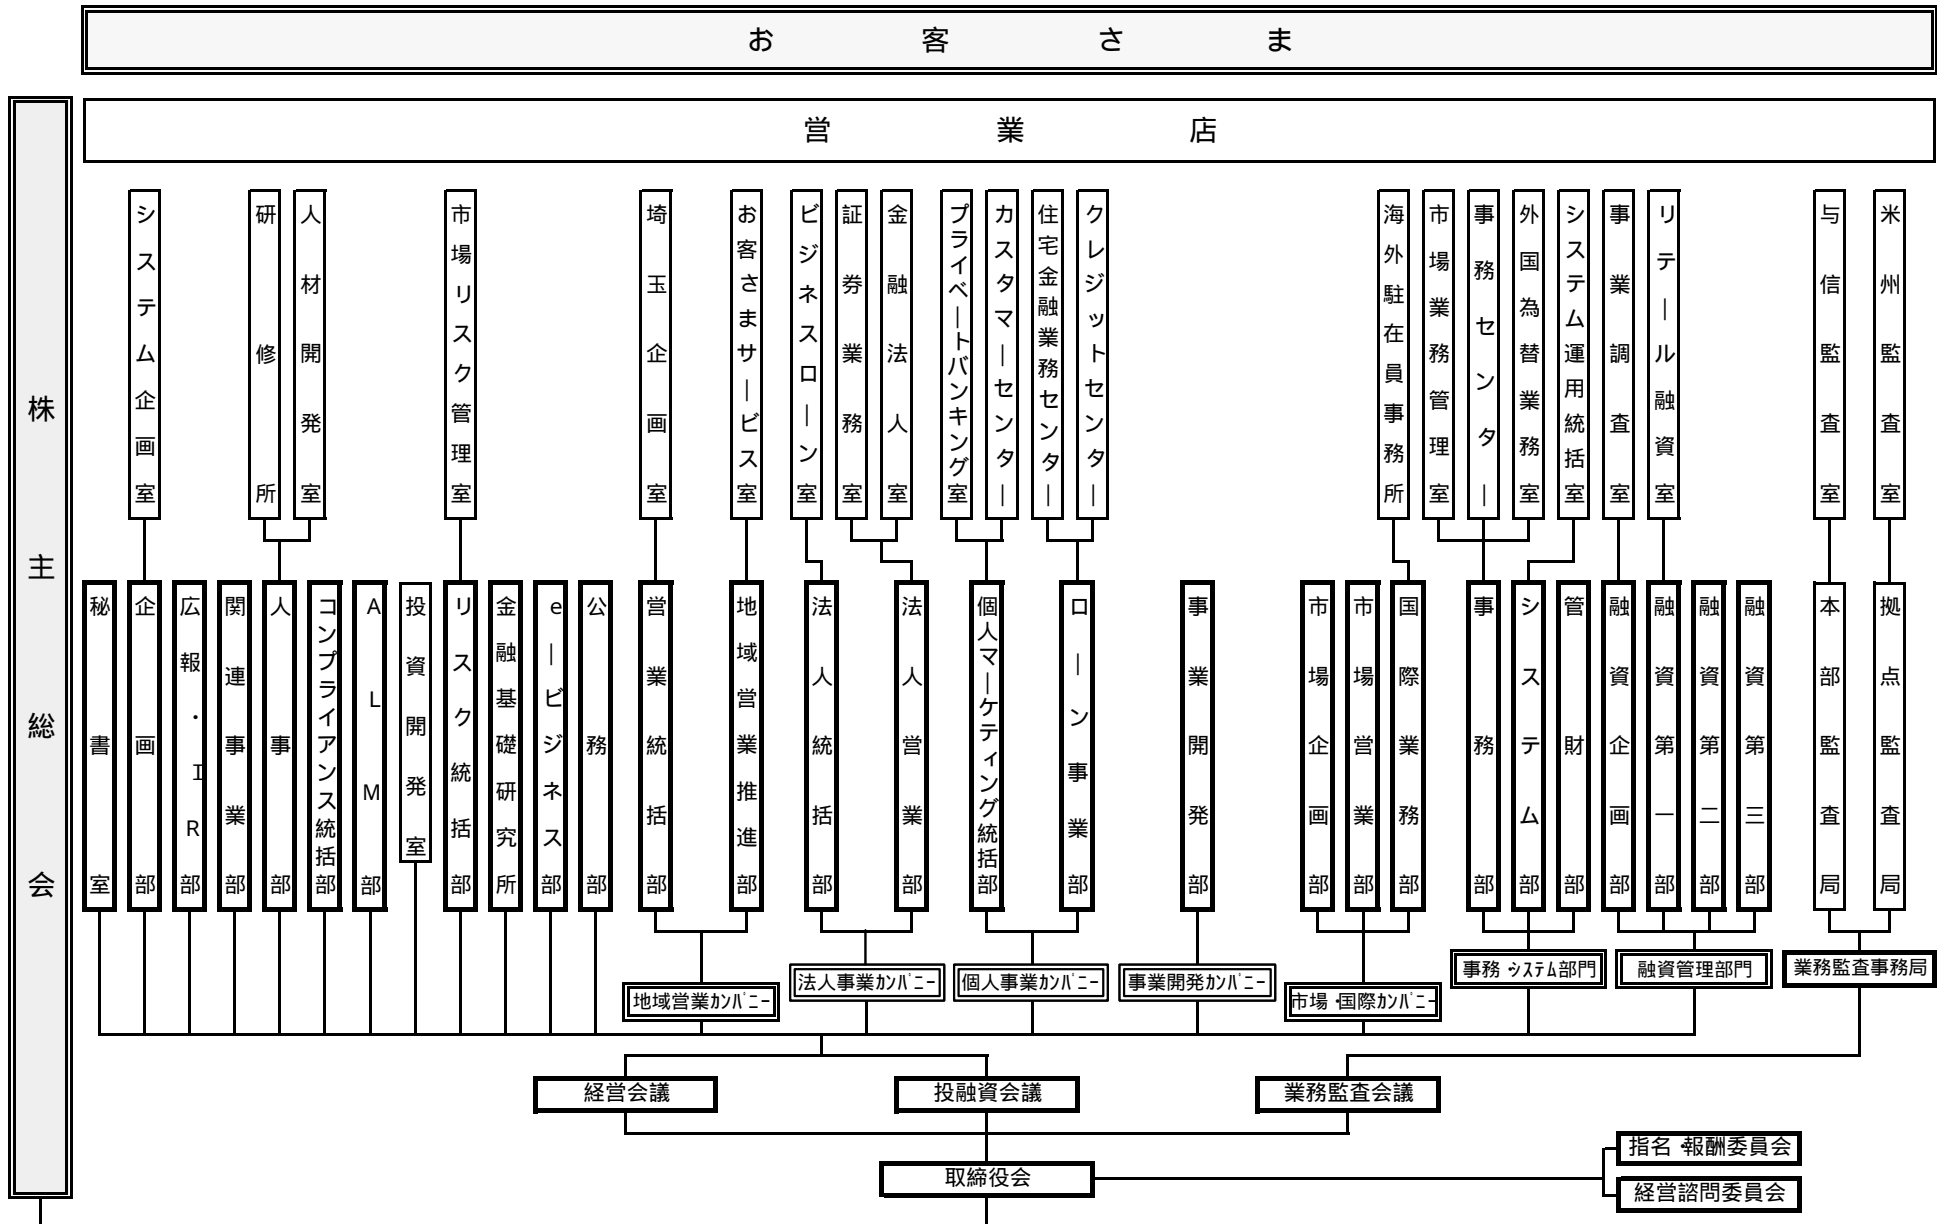 お客さま
営業店
株主総会
システム企画室
研修所
人材開発室
市場リスク管理室
埼玉企画室
お客さまサービス室
ビジネスローン室
証券業務室
金融法人室
プライベートバンキング室
カスタマーセンター
住宅金融業務センター
クレジットセンター
海外駐在員事務所
市場業務管理室
事務センター
外国為替業務室
システム運用統括室
事業調査室
リテール融資室
与信監査室
米州監査室
秘書室
企画部
広報・IR部
関連事業部
人事部
コンプライアンス統括部
ALM部
投資開発室
リスク統括部
金融基礎研究所
eービジネス部
公務部
営業統括部
地域営業推進部
法人統括部
法人営業部
個人マーケティング統括部
ローン事業部
事業開発部
市場企画部
市場営業部
国際業務部
事務部
システム部
管財部
融資企画部
融資第一部
融資第二部
融資第三部
本部監査局
拠点監査局
地域営業ｶﾝﾊﾟﾆｰ
法人事業ｶﾝﾊﾟﾆｰ
個人事業ｶﾝﾊﾟﾆｰ
事業開発ｶﾝﾊﾟﾆｰ
市場・国際ｶﾝﾊﾟﾆｰ
事務・ｼｽﾃﾑ部門
融資管理部門
業務監査事務局
経営会議
投融資会議
業務監査会議
取締役会
指名・報酬委員会
経営諮問委員会